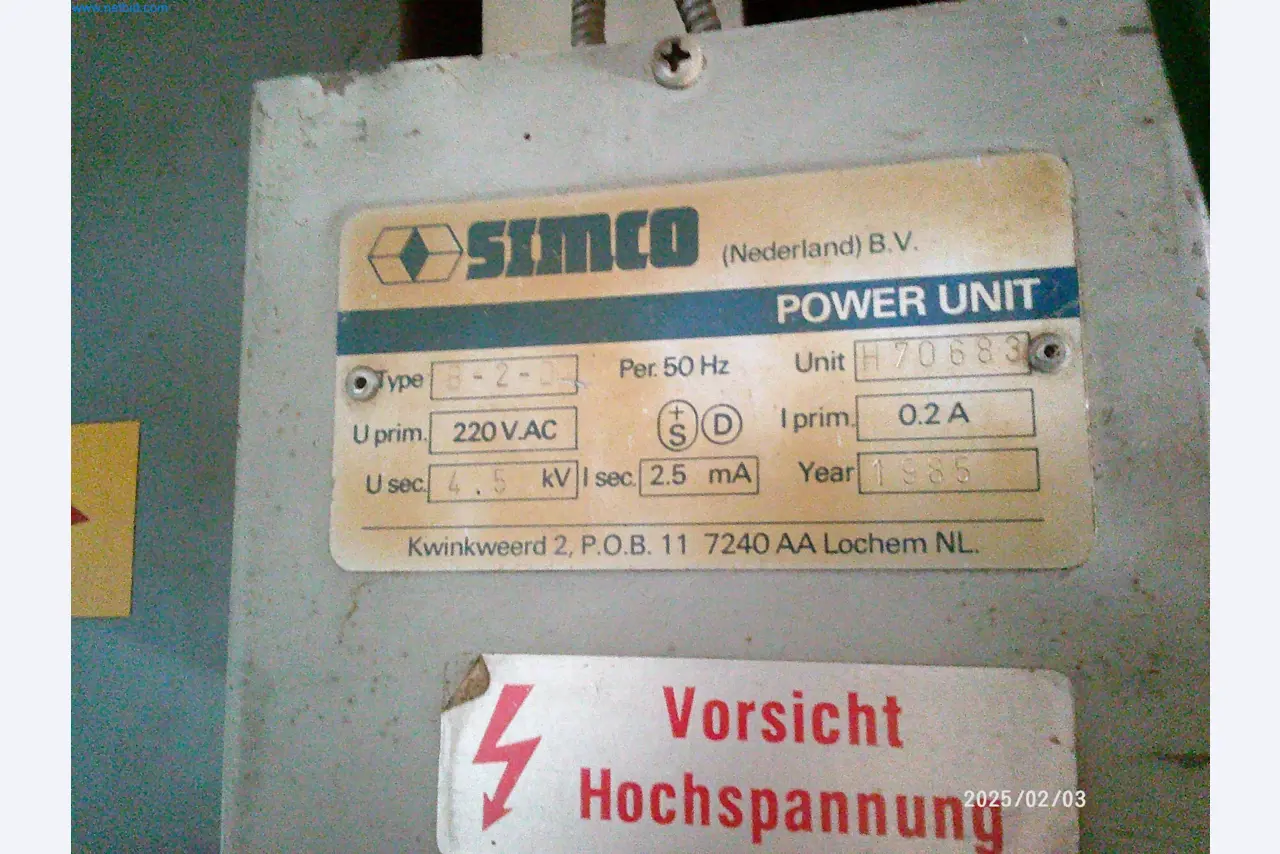 www.netbid.com
SIMCO (Nederland) B.V.
POWER UNIT
Type Per. 50 Hz Unit H70683
U prim. 220 V.AC + S D I prim. 0.2 A
U sec. 4.5 kV I sec. 2.5 mA Year 1985
Kwinkweerd 2, P.O.B. 11 7240 AA Lochem NL.
Vorsicht
Hochspannung
2025/02/03